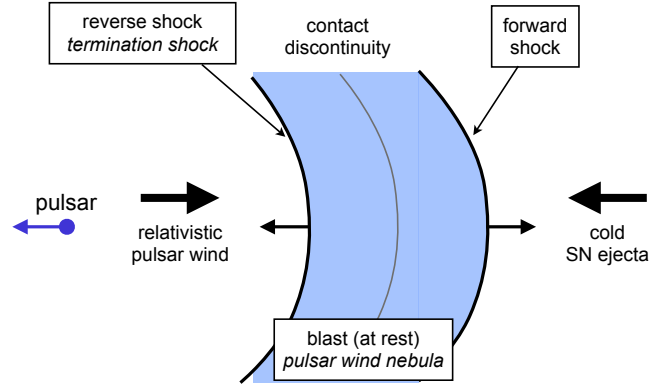 reverse shock
termination shock
contact
discontinuity
forward
shock
pulsar
relativistic
pulsar wind
cold
SN ejecta
blast (at rest)
pulsar wind nebula